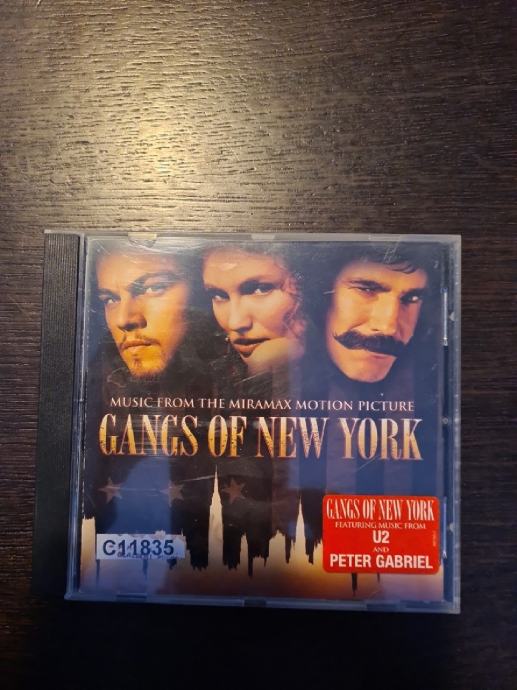 MUSIC FROM THE MIRAMAX MOTION PICTURE
GANGS OF NEW YORK
C11835
GANGS OF NEW YORK
FEATURING MUSIC FROM
U2
AND
PETER GABRIEL